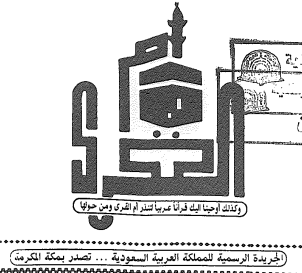 أم القرى
وكذلك أوحينا اليك قرآناً عربياً لتنذر أم القرى ومن حولها
الجريدة الرسمية للمملكة العربية السعودية ... تصدر بمكة المكرمة